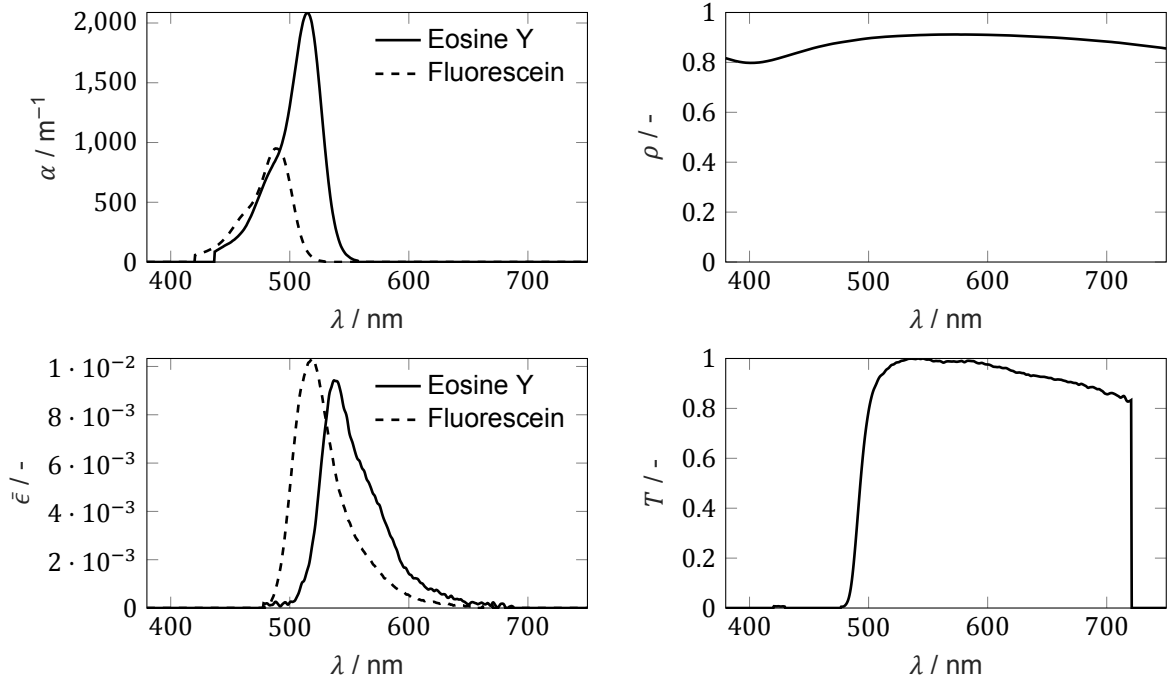 2,000
1,500
1,000
500
0
α / m⁻¹
Eosine Y
Fluorescein
400 500 600 700
λ / nm
1
0.8
0.6
0.4
0.2
0
ρ / -
400 500 600 700
λ / nm
1 · 10⁻²
8 · 10⁻³
6 · 10⁻³
4 · 10⁻³
2 · 10⁻³
0
ϵ̄ / -
Eosine Y
Fluorescein
400 500 600 700
λ / nm
1
0.8
0.6
0.4
0.2
0
T / -
400 500 600 700
λ / nm